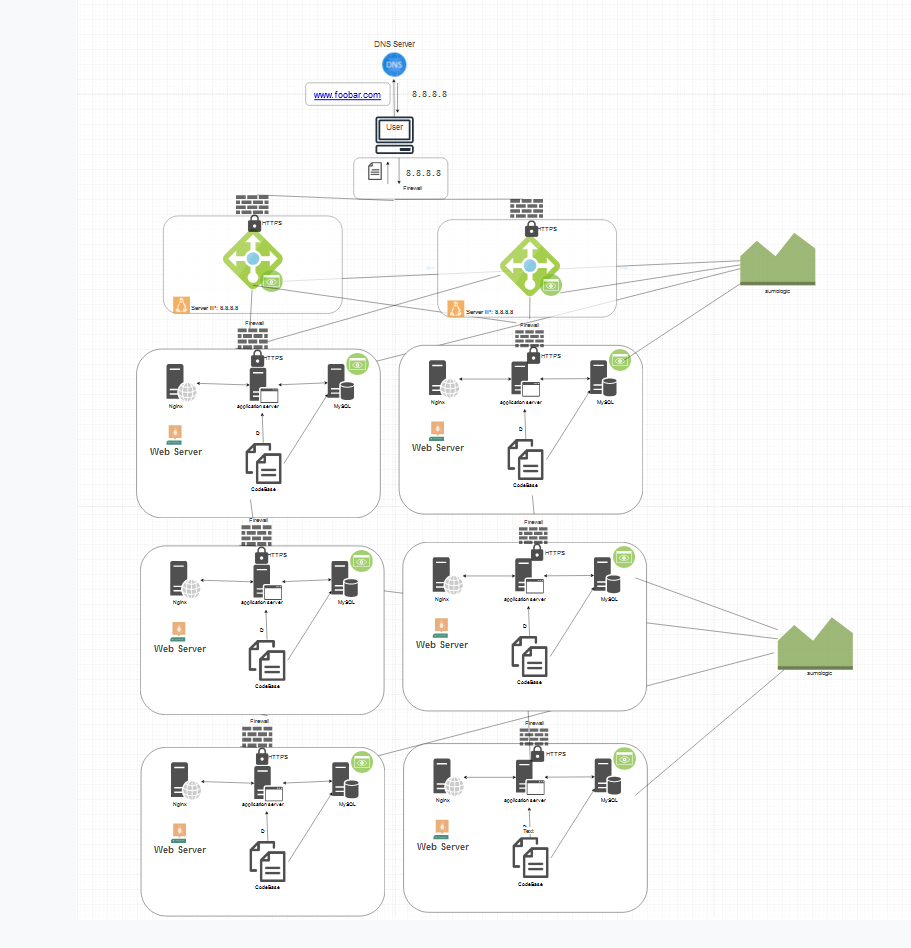 DNS Server
DNS
www.foobar.com
8.8.8.8
User
8.8.8.8
Firewall
HTTPS
HTTPS
Server IP: 8.8.8.8
Server IP: 8.8.8.8
sumologic
Firewall
Firewall
HTTPS
HTTPS
Nginx
application server
MySQL
Nginx
application server
MySQL
D
D
Web Server
Web Server
CodeBase
CodeBase
Firewall
Firewall
HTTPS
HTTPS
Nginx
application server
MySQL
Nginx
application server
MySQL
D
D
Web Server
Web Server
CodeBase
CodeBase
sumologic
Firewall
Firewall
HTTPS
HTTPS
Nginx
application server
MySQL
Nginx
application server
MySQL
D
D
Text
Web Server
Web Server
CodeBase
CodeBase